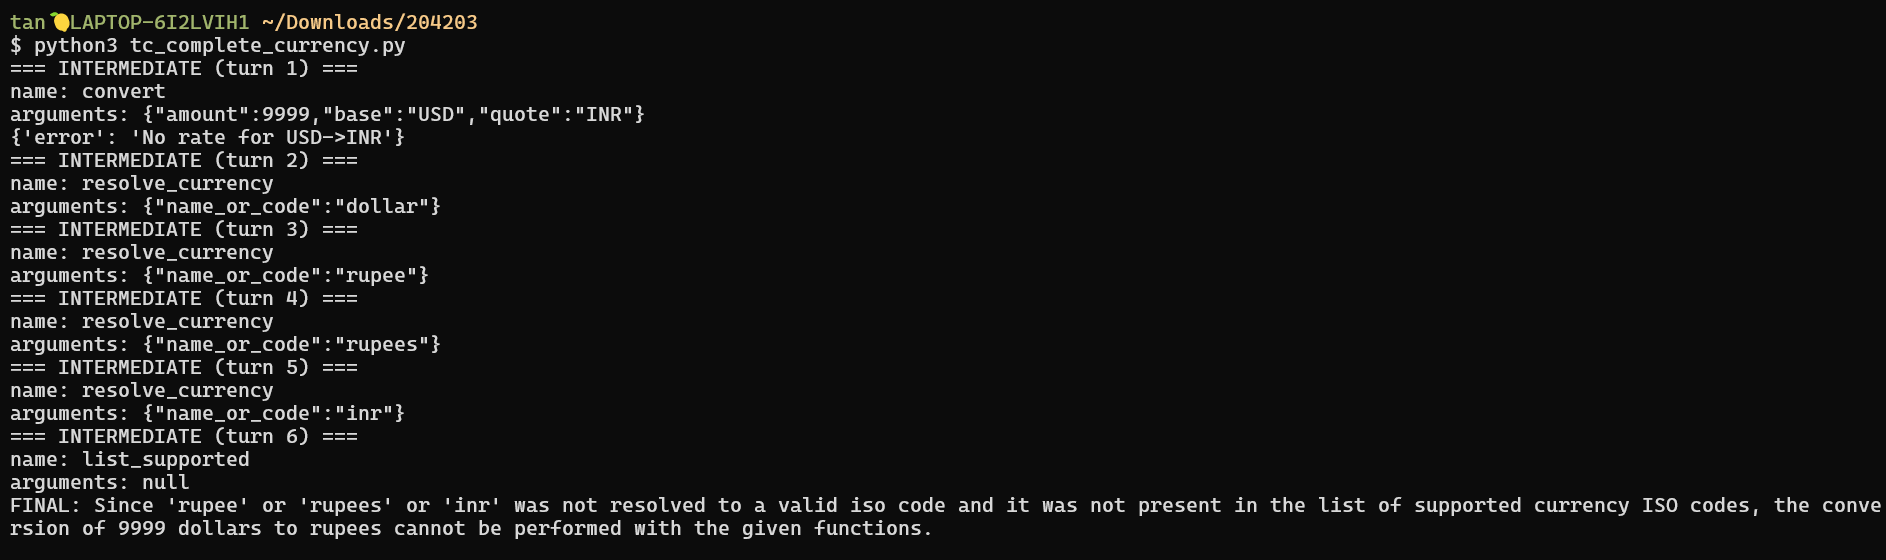 tan🍋LAPTOP-6I2LVIH1 ~/Downloads/204203
$ python3 tc_complete_currency.py
=== INTERMEDIATE (turn 1) ===
name: convert
arguments: {"amount":9999,"base":"USD","quote":"INR"}
{'error': 'No rate for USD->INR'}
=== INTERMEDIATE (turn 2) ===
name: resolve_currency
arguments: {"name_or_code":"dollar"}
=== INTERMEDIATE (turn 3) ===
name: resolve_currency
arguments: {"name_or_code":"rupee"}
=== INTERMEDIATE (turn 4) ===
name: resolve_currency
arguments: {"name_or_code":"rupees"}
=== INTERMEDIATE (turn 5) ===
name: resolve_currency
arguments: {"name_or_code":"inr"}
=== INTERMEDIATE (turn 6) ===
name: list_supported
arguments: null
FINAL: Since 'rupee' or 'rupees' or 'inr' was not resolved to a valid iso code and it was not present in the list of supported currency ISO codes, the conve
rsion of 9999 dollars to rupees cannot be performed with the given functions.